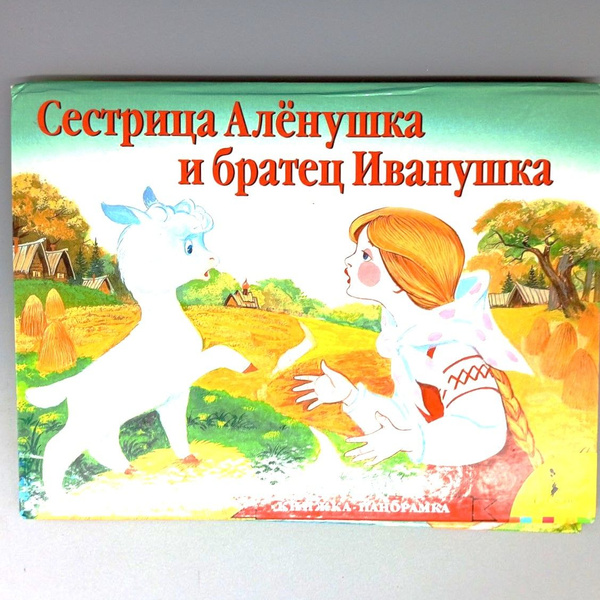 Сестрица Алёнушка
и братец Иванушка
КНИЖКА-ПАНОРАМКА